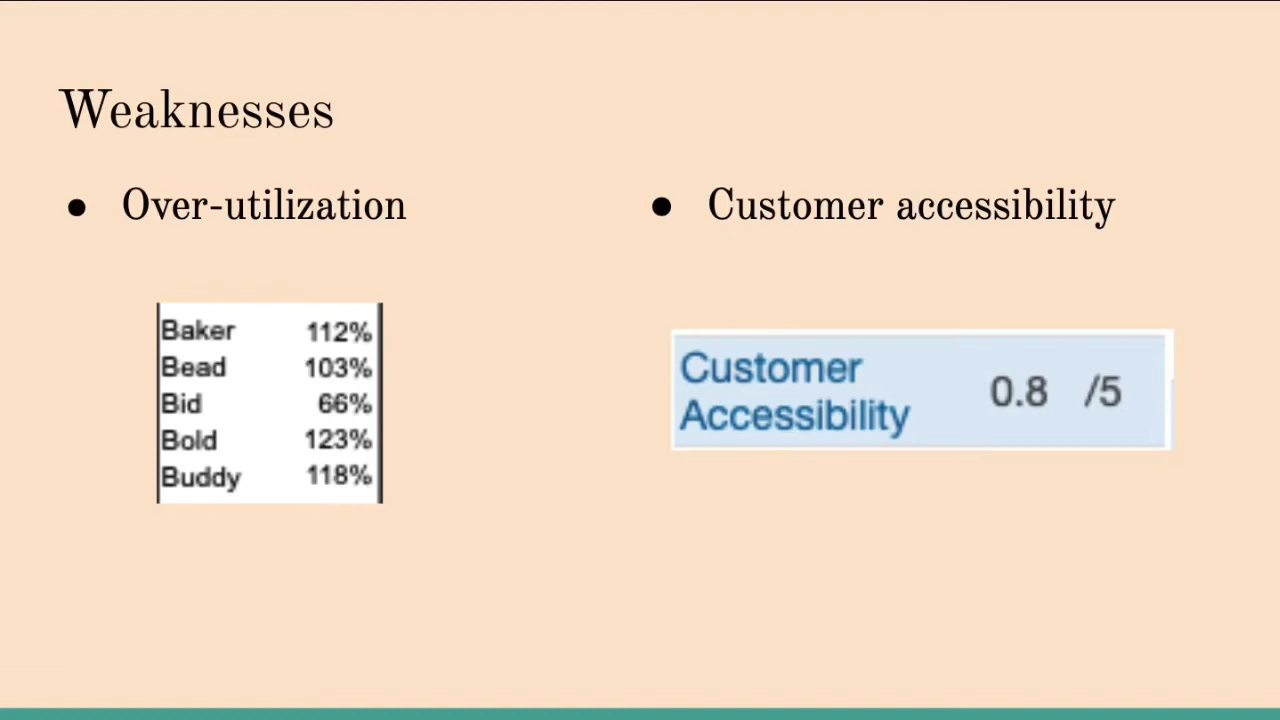 Weaknesses
● Over-utilization
Baker 112%
Bead 103%
Bid 66%
Bold 123%
Buddy 118%
● Customer accessibility
Customer
Accessibility 0.8 /5